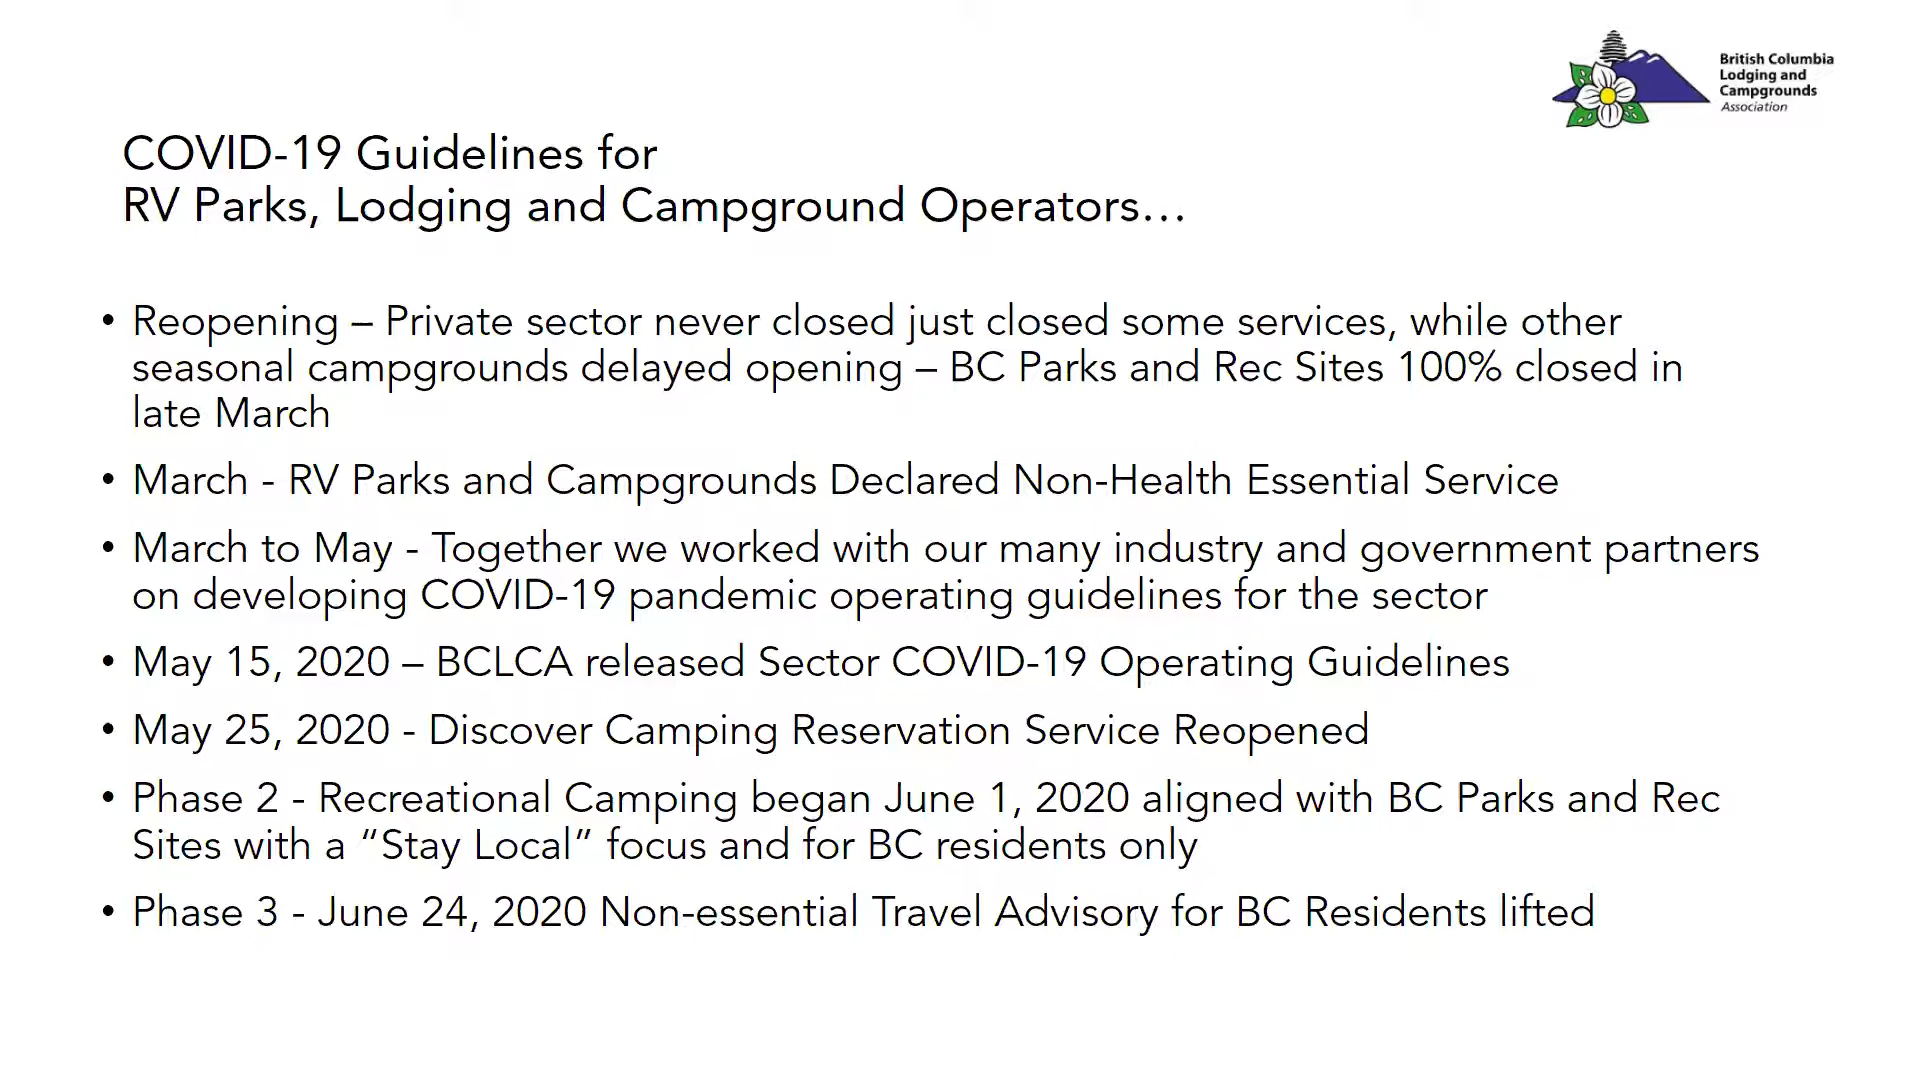 British Columbia
Lodging and
Campgrounds
Association
COVID-19 Guidelines for
RV Parks, Lodging and Campground Operators…
• Reopening – Private sector never closed just closed some services, while other
seasonal campgrounds delayed opening – BC Parks and Rec Sites 100% closed in
late March
• March - RV Parks and Campgrounds Declared Non-Health Essential Service
• March to May - Together we worked with our many industry and government partners
on developing COVID-19 pandemic operating guidelines for the sector
• May 15, 2020 – BCLCA released Sector COVID-19 Operating Guidelines
• May 25, 2020 - Discover Camping Reservation Service Reopened
• Phase 2 - Recreational Camping began June 1, 2020 aligned with BC Parks and Rec
Sites with a “Stay Local” focus and for BC residents only
• Phase 3 - June 24, 2020 Non-essential Travel Advisory for BC Residents lifted